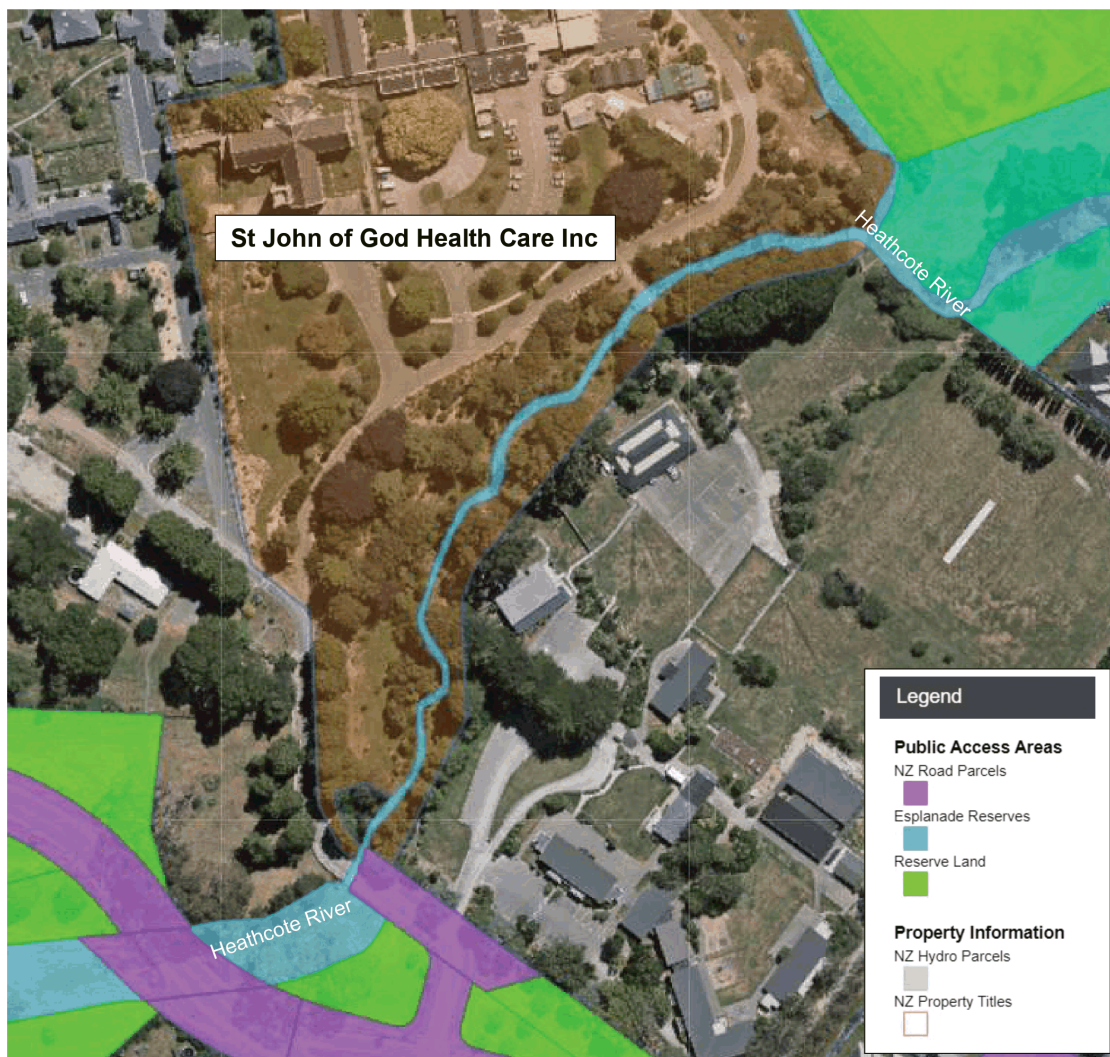 St John of God Health Care Inc
Heathcote River
Heathcote River
Legend
Public Access Areas
NZ Road Parcels
Esplanade Reserves
Reserve Land
Property Information
NZ Hydro Parcels
NZ Property Titles